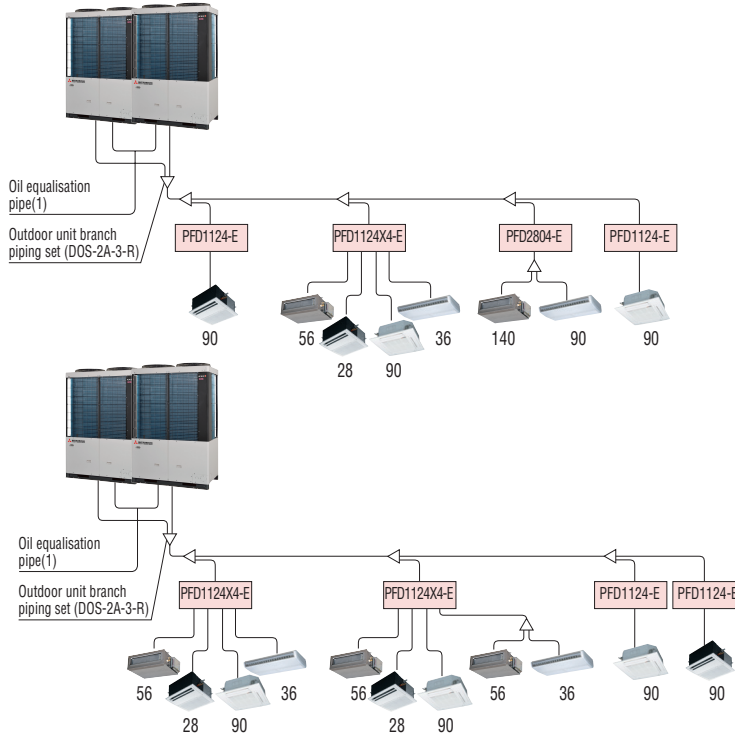 Oil equalisation
pipe(1)
Outdoor unit branch
piping set (DOS-2A-3-R)
PFD1124-E
PFD1124X4-E
PFD2804-E
PFD1124-E
90
56
28
90
36
140
90
90
Oil equalisation
pipe(1)
Outdoor unit branch
piping set (DOS-2A-3-R)
PFD1124X4-E
PFD1124X4-E
PFD1124-E
PFD1124-E
56
28
90
36
56
28
90
56
36
90
90